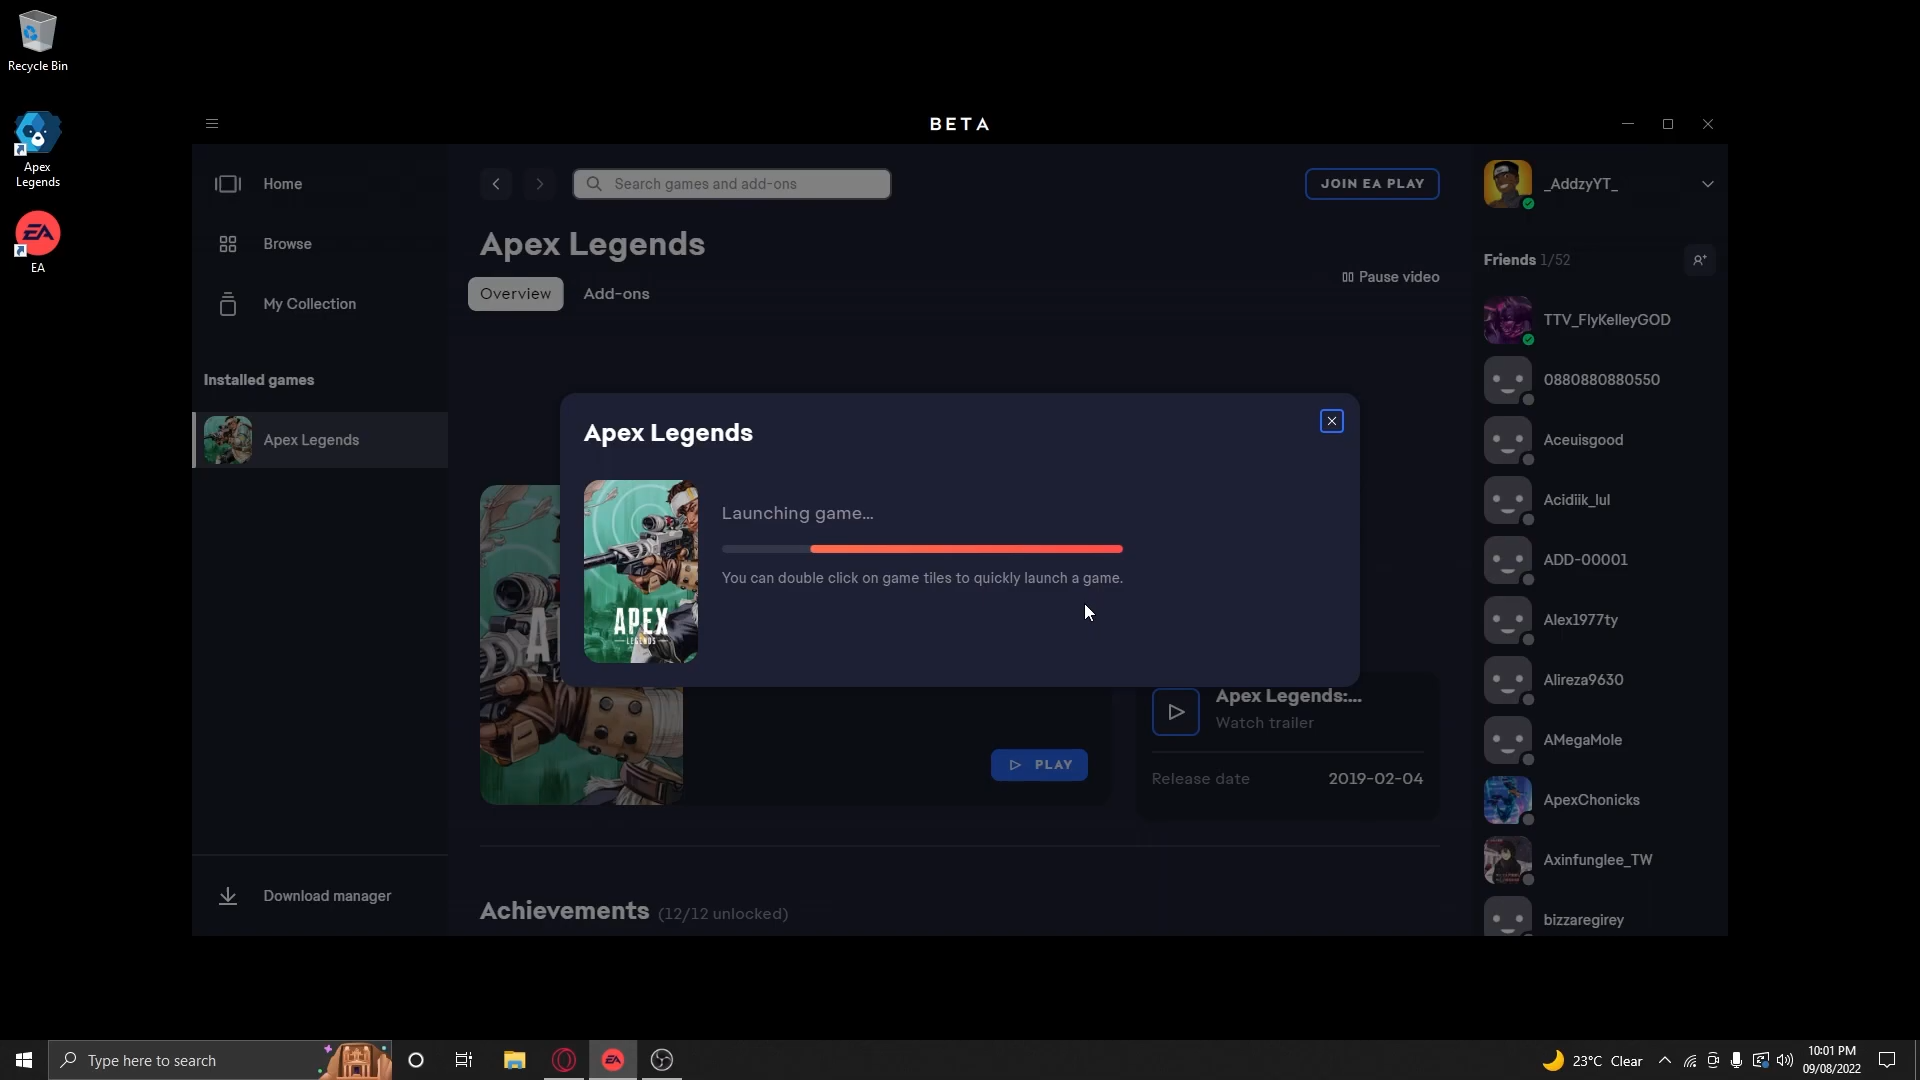 Recycle Bin
Apex
Legends
EA
BETA
Home
Browse
My Collection
Installed games
Apex Legends
Download manager
Search games and add-ons
JOIN EA PLAY
Apex Legends
Pause video
Overview
Add-ons
Apex Legends
Launching game...
You can double click on game tiles to quickly launch a game.
APEX
LEGENDS
PLAY
Apex Legends:...
Watch trailer
Release date
2019-02-04
Achievements (12/12 unlocked)
_AddzyYT_
Friends 1/52
TTV_FlyKelleyGOD
0880880880550
Aceuisgood
Acidiik_lul
ADD-00001
Alex1977ty
Alireza9630
AMegaMole
ApexChonicks
Axinfunglee_TW
bizzaregirey
Type here to search
EA
23°C Clear
10:01 PM
09/08/2022